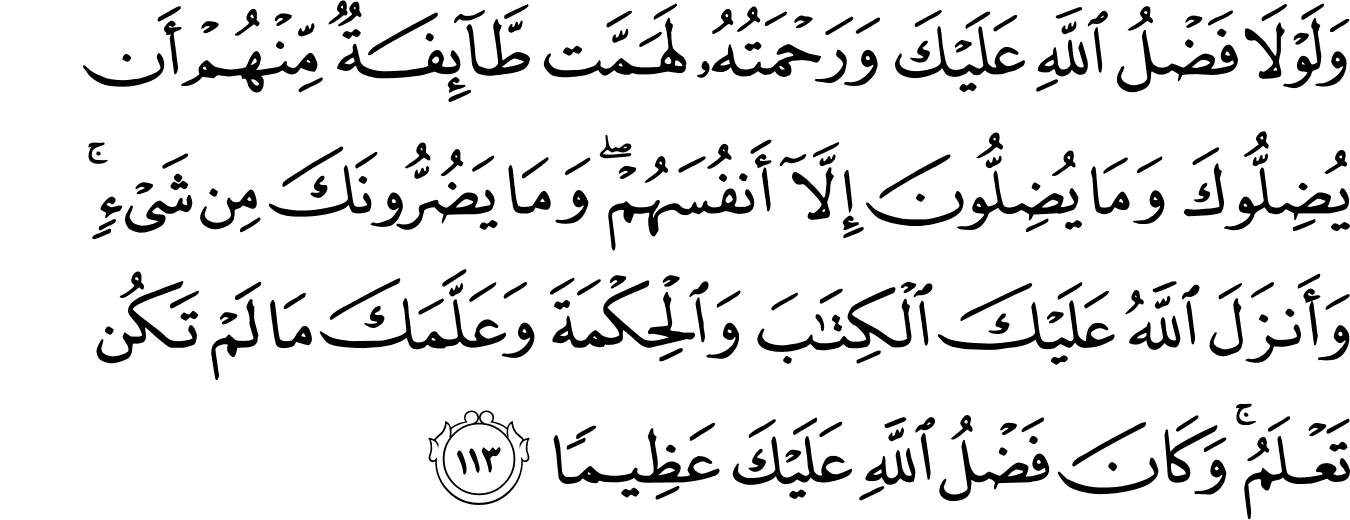 وَلَوْلَا فَضْلُ ٱللَّهِ عَلَيْكَ وَرَحْمَتُهُۥ لَهَمَّت طَّآئِفَةٌ مِّنْهُمْ أَن
يُضِلُّوكَ وَمَا يُضِلُّونَ إِلَّآ أَنفُسَهُمْ ۖ وَمَا يَضُرُّونَكَ مِن شَىْءٍ ۚ
وَأَنزَلَ ٱللَّهُ عَلَيْكَ ٱلْكِتَٰبَ وَٱلْحِكْمَةَ وَعَلَّمَكَ مَا لَمْ تَكُن
تَعْلَمُ ۚ وَكَانَ فَضْلُ ٱللَّهِ عَلَيْكَ عَظِيمًا ١١٣